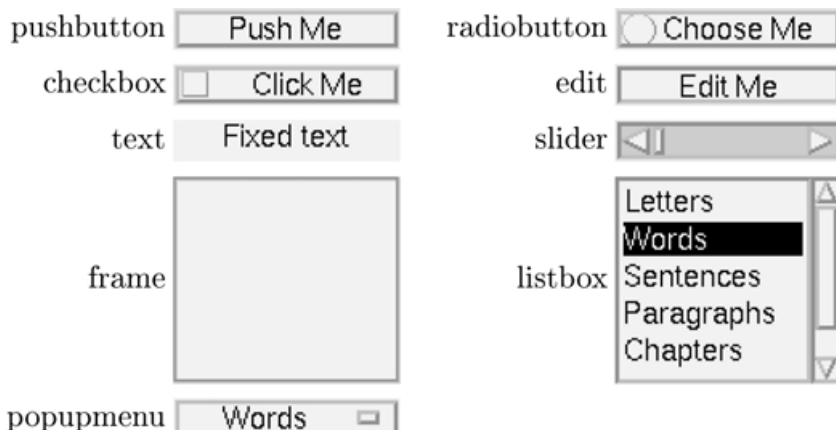 pushbutton Push Me radiobutton Choose Me
checkbox Click Me edit Edit Me
text Fixed text slider
frame
listbox
Letters
Words
Sentences
Paragraphs
Chapters
popupmenu Words